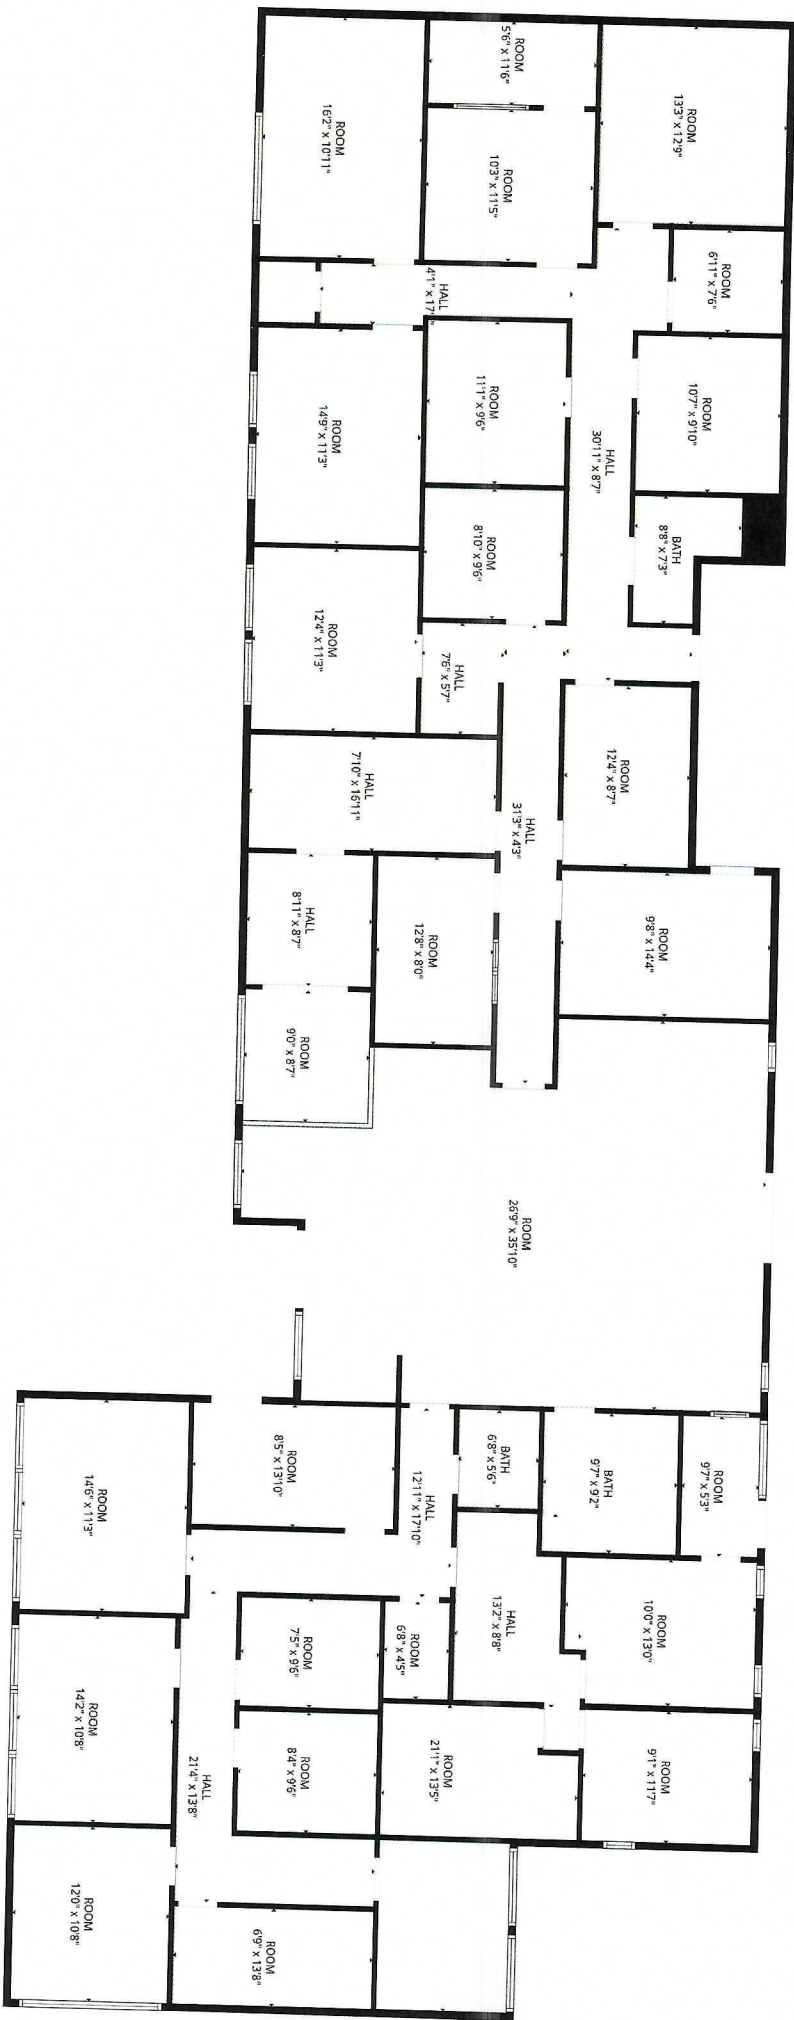 ROOM
13'3" x 12'9"
ROOM
6'11" x 7'6"
ROOM
10'7" x 9'10"
BATH
8'8" x 7'3"
ROOM
5'6" x 11'6"
ROOM
10'3" x 11'5"
HALL
30'11" x 8'7"
ROOM
16'2" x 10'11"
HALL
4'1" x 17'
ROOM
11'1" x 9'6"
ROOM
8'10" x 9'6"
ROOM
14'9" x 11'3"
ROOM
12'4" x 11'3"
HALL
7'6" x 5'7"
ROOM
12'4" x 8'7"
ROOM
9'8" x 14'4"
HALL
31'3" x 4'3"
HALL
7'10" x 16'11"
ROOM
12'8" x 8'0"
HALL
8'11" x 8'7"
ROOM
9'0" x 8'7"
ROOM
26'9" x 35'10"
ROOM
9'7" x 5'3"
BATH
9'7" x 9'2"
BATH
6'8" x 5'6"
ROOM
10'0" x 13'0"
ROOM
9'1" x 11'7"
HALL
13'2" x 8'8"
HALL
12'11" x 17'10"
ROOM
8'5" x 13'10"
ROOM
6'8" x 4'5"
ROOM
21'1" x 13'5"
ROOM
7'5" x 9'6"
ROOM
8'4" x 9'6"
HALL
21'4" x 13'8"
ROOM
6'9" x 13'8"
ROOM
14'6" x 11'3"
ROOM
14'2" x 10'8"
ROOM
12'0" x 10'8"